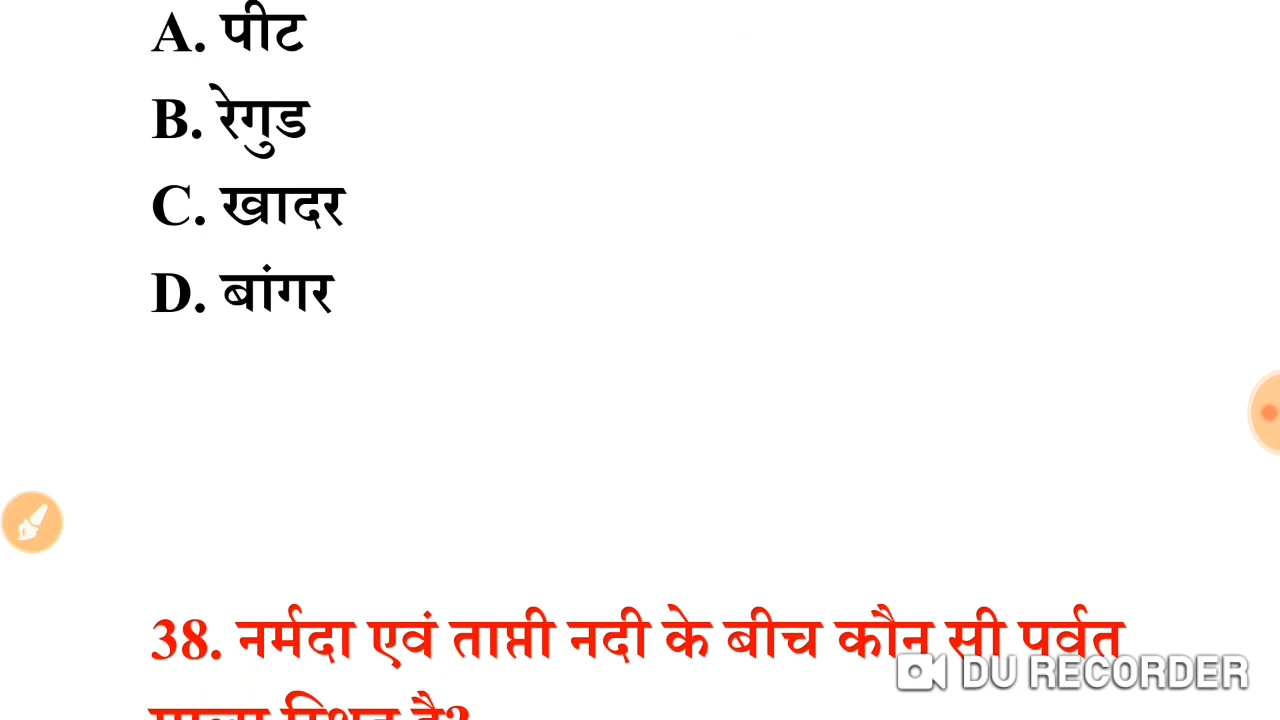 A. पीट
B. रेगुड
C. खादर
D. बांगर
38. नर्मदा एवं ताप्ती नदी के बीच कौन सी पर्वत
DU RECORDER
स्थित है?